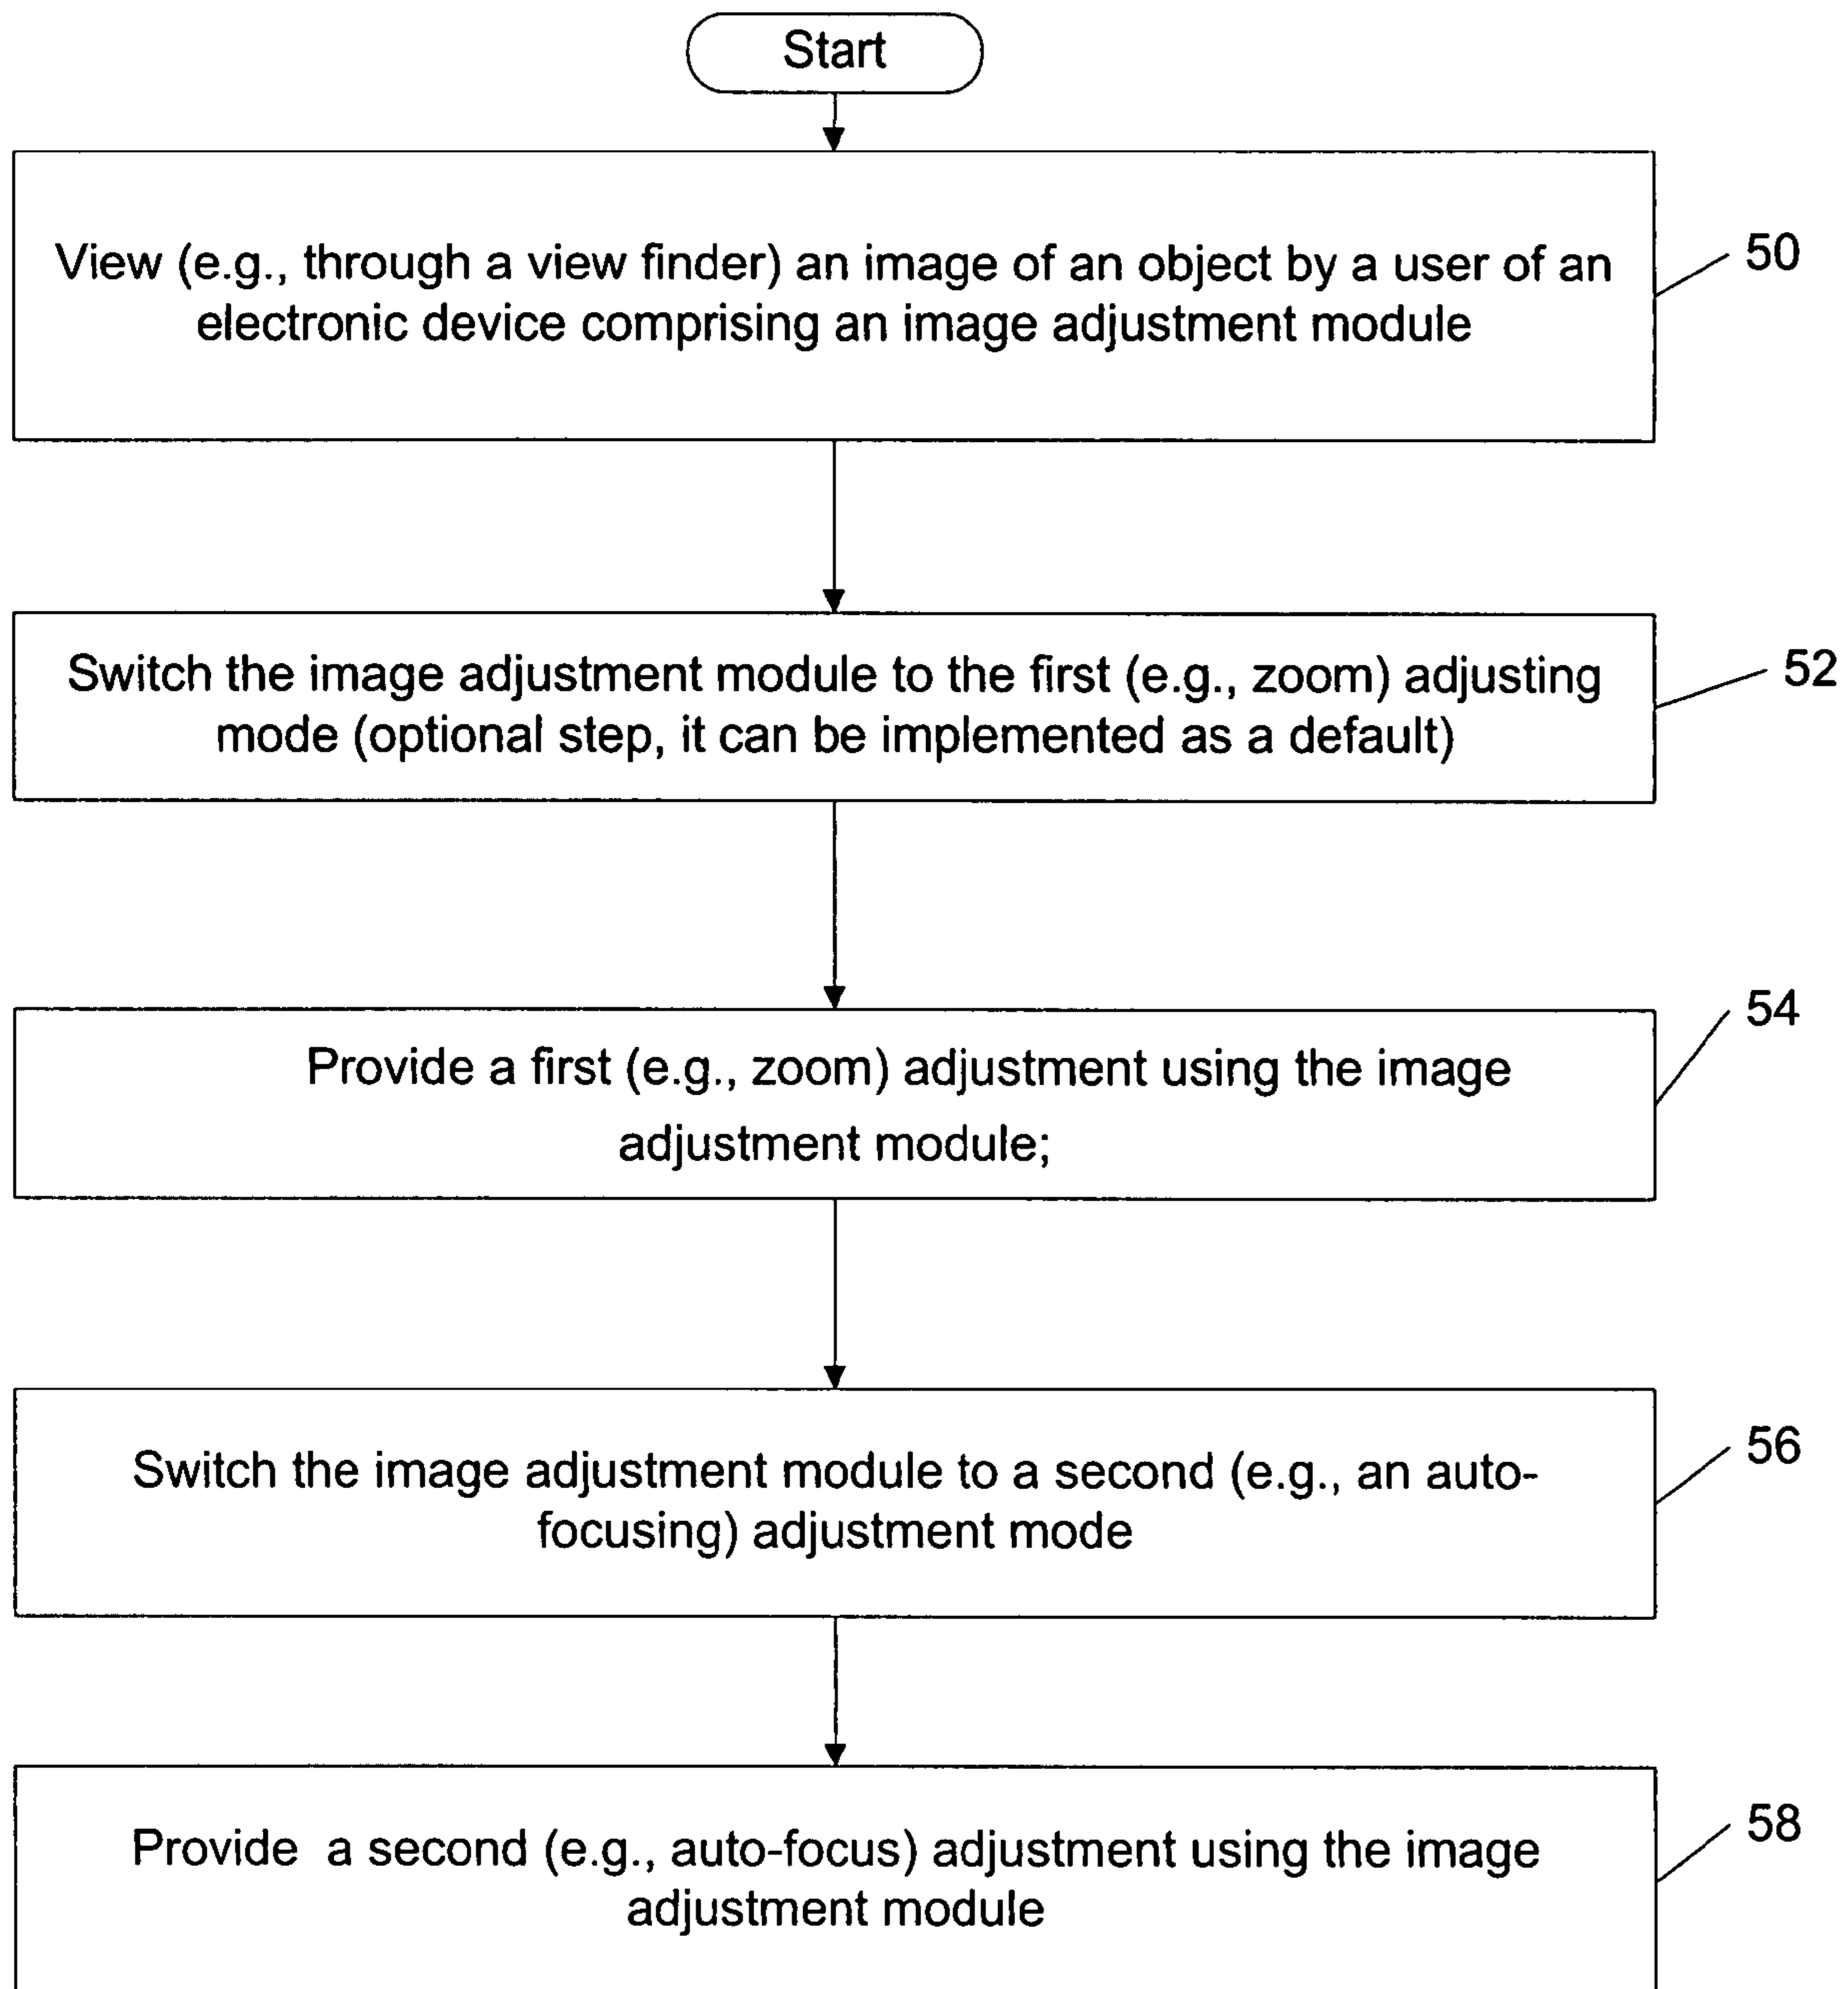 Start
View (e.g., through a view finder) an image of an object by a user of an
electronic device comprising an image adjustment module
50
Switch the image adjustment module to the first (e.g., zoom) adjusting
mode (optional step, it can be implemented as a default)
52
Provide a first (e.g., zoom) adjustment using the image
adjustment module;
54
Switch the image adjustment module to a second (e.g., an auto-
focusing) adjustment mode
56
Provide  a second (e.g., auto-focus) adjustment using the image
adjustment module
58